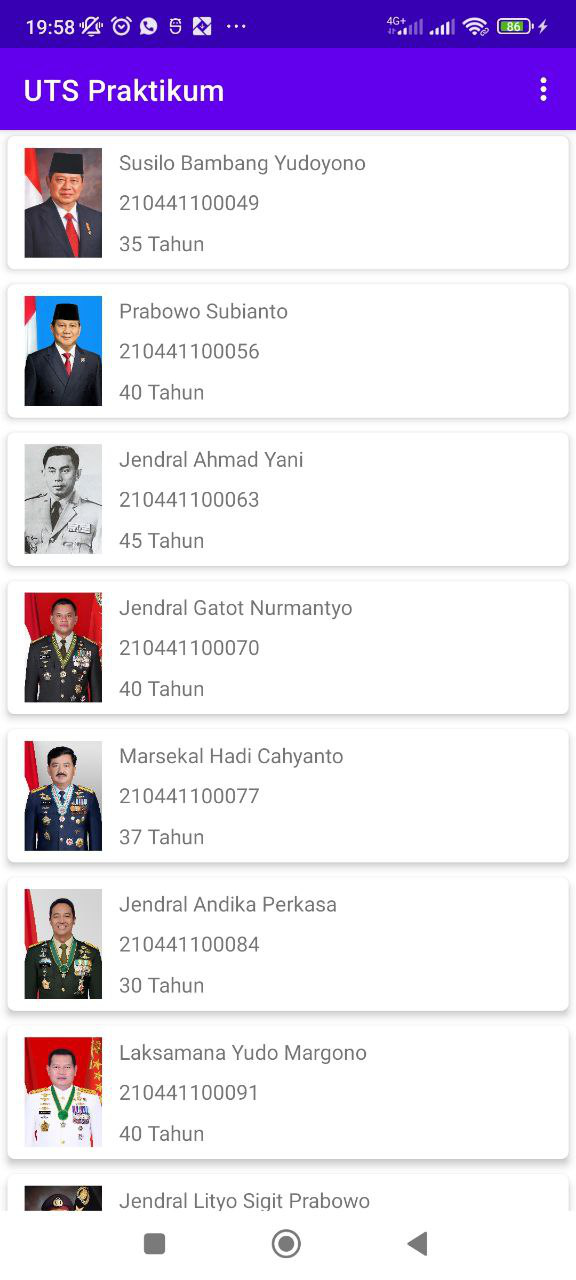 19:58
4G+
86
UTS Praktikum
Susilo Bambang Yudoyono
210441100049
35 Tahun
Prabowo Subianto
210441100056
40 Tahun
Jendral Ahmad Yani
210441100063
45 Tahun
Jendral Gatot Nurmantyo
210441100070
40 Tahun
Marsekal Hadi Cahyanto
210441100077
37 Tahun
Jendral Andika Perkasa
210441100084
30 Tahun
Laksamana Yudo Margono
210441100091
40 Tahun
Jendral Lityo Sigit Prabowo